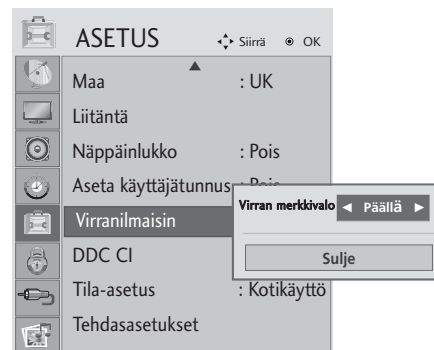 ASETUS Siirrä OK
Maa : UK
Liitäntä
Näppäinlukko : Pois
Aseta käyttäjätunnus : Pois
Virranilmaisin
Virran merkkivalo ◄ Päällä ►
DDC CI
Sulje
Tila-asetus : Kotikäyttö
Tehdasasetukset